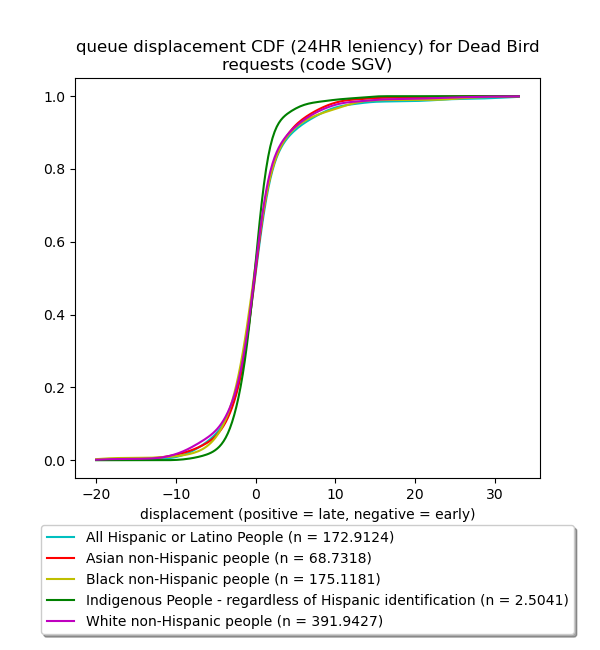 queue displacement CDF (24HR leniency) for Dead Bird
requests (code SGV)
1.0
0.8
0.6
0.4
0.2
0.0
−20
−10
0
10
20
30
displacement (positive = late, negative = early)
All Hispanic or Latino People (n = 172.9124)
Asian non-Hispanic people (n = 68.7318)
Black non-Hispanic people (n = 175.1181)
Indigenous People - regardless of Hispanic identification (n = 2.5041)
White non-Hispanic people (n = 391.9427)